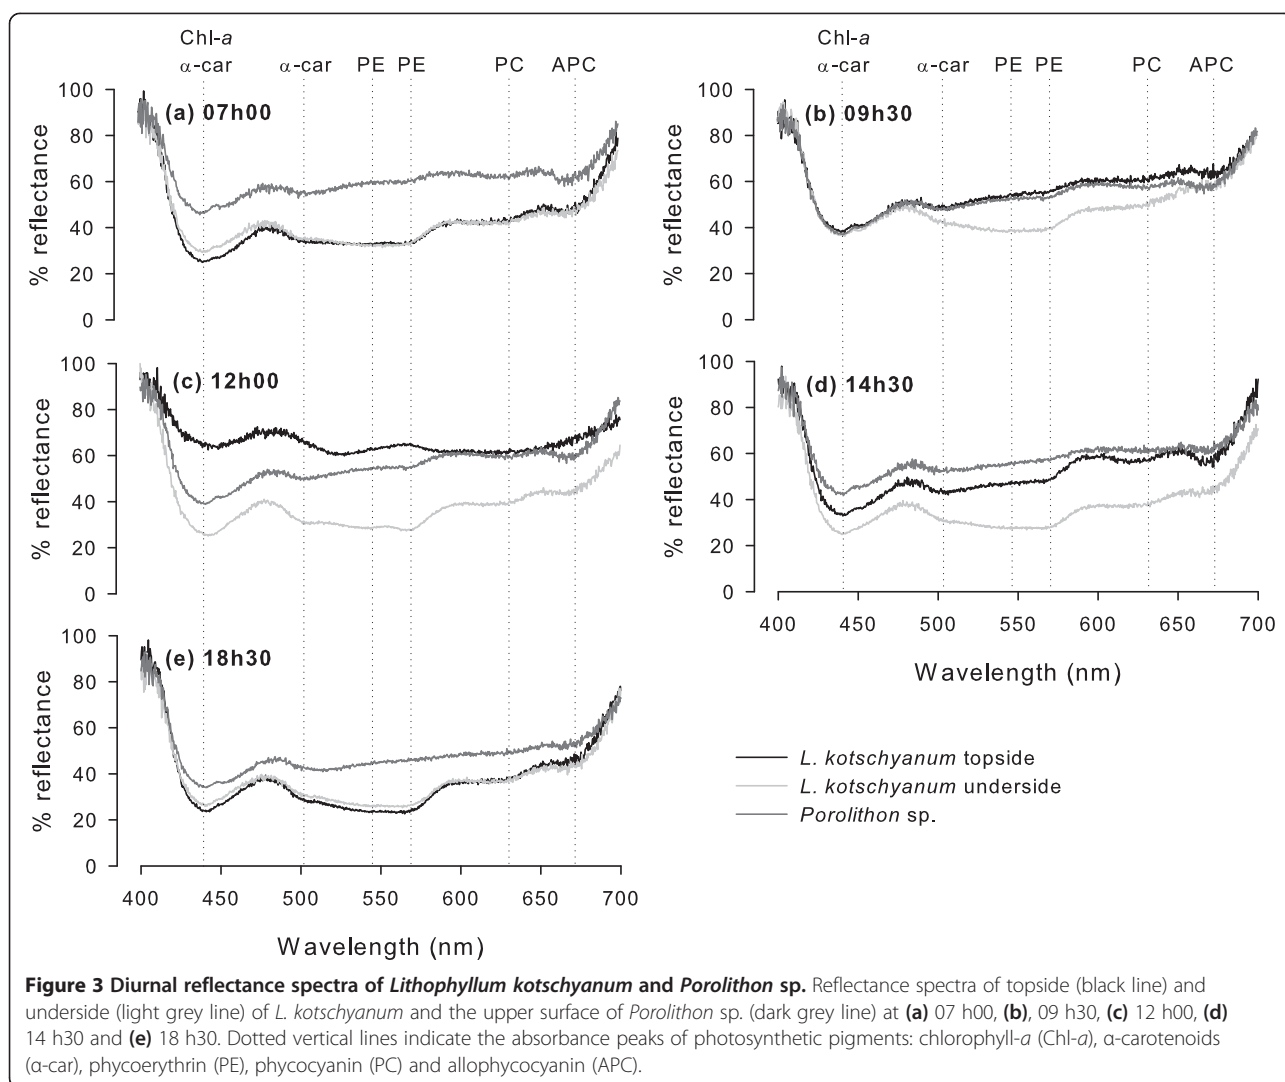 Chl-a
α-car α-car PE PE PC APC
(a) 07h00
% reflectance
100
80
60
40
20
0
Chl-a
α-car α-car PE PE PC APC
(b) 09h30
% reflectance
100
80
60
40
20
0
(c) 12h00
% reflectance
100
80
60
40
20
0
(d) 14h30
% reflectance
100
80
60
40
20
0
400 450 500 550 600 650 700
Wavelength (nm)
(e) 18h30
% reflectance
100
80
60
40
20
0
400 450 500 550 600 650 700
Wavelength (nm)
L. kotschyanum topside
L. kotschyanum underside
Porolithon sp.
Figure 3 Diurnal reflectance spectra of Lithophyllum kotschyanum and Porolithon sp. Reflectance spectra of topside (black line) and
underside (light grey line) of L. kotschyanum and the upper surface of Porolithon sp. (dark grey line) at (a) 07 h00, (b), 09 h30, (c) 12 h00, (d)
14 h30 and (e) 18 h30. Dotted vertical lines indicate the absorbance peaks of photosynthetic pigments: chlorophyll-a (Chl-a), α-carotenoids
(α-car), phycoerythrin (PE), phycocyanin (PC) and allophycocyanin (APC).